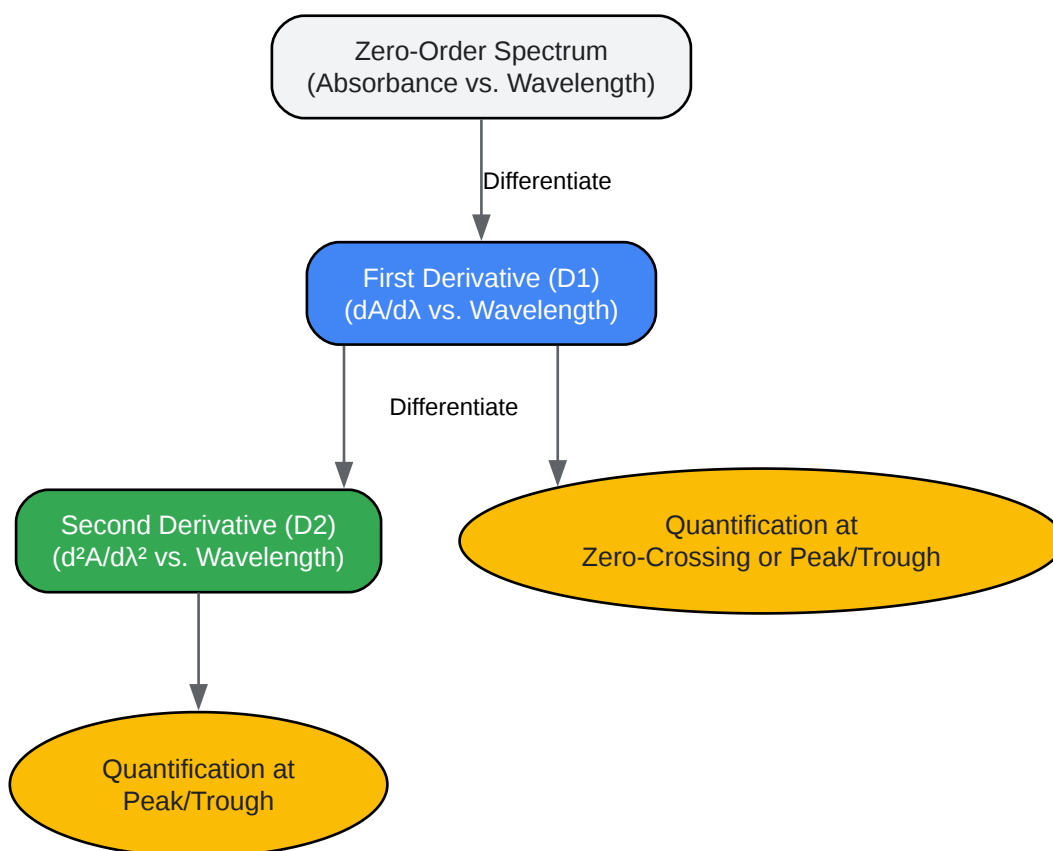 Zero-Order Spectrum
(Absorbance vs. Wavelength)
Differentiate
First Derivative (D1)
(dA/dλ vs. Wavelength)
Differentiate
Second Derivative (D2)
(d²A/dλ² vs. Wavelength)
Quantification at
Zero-Crossing or Peak/Trough
Quantification at
Peak/Trough